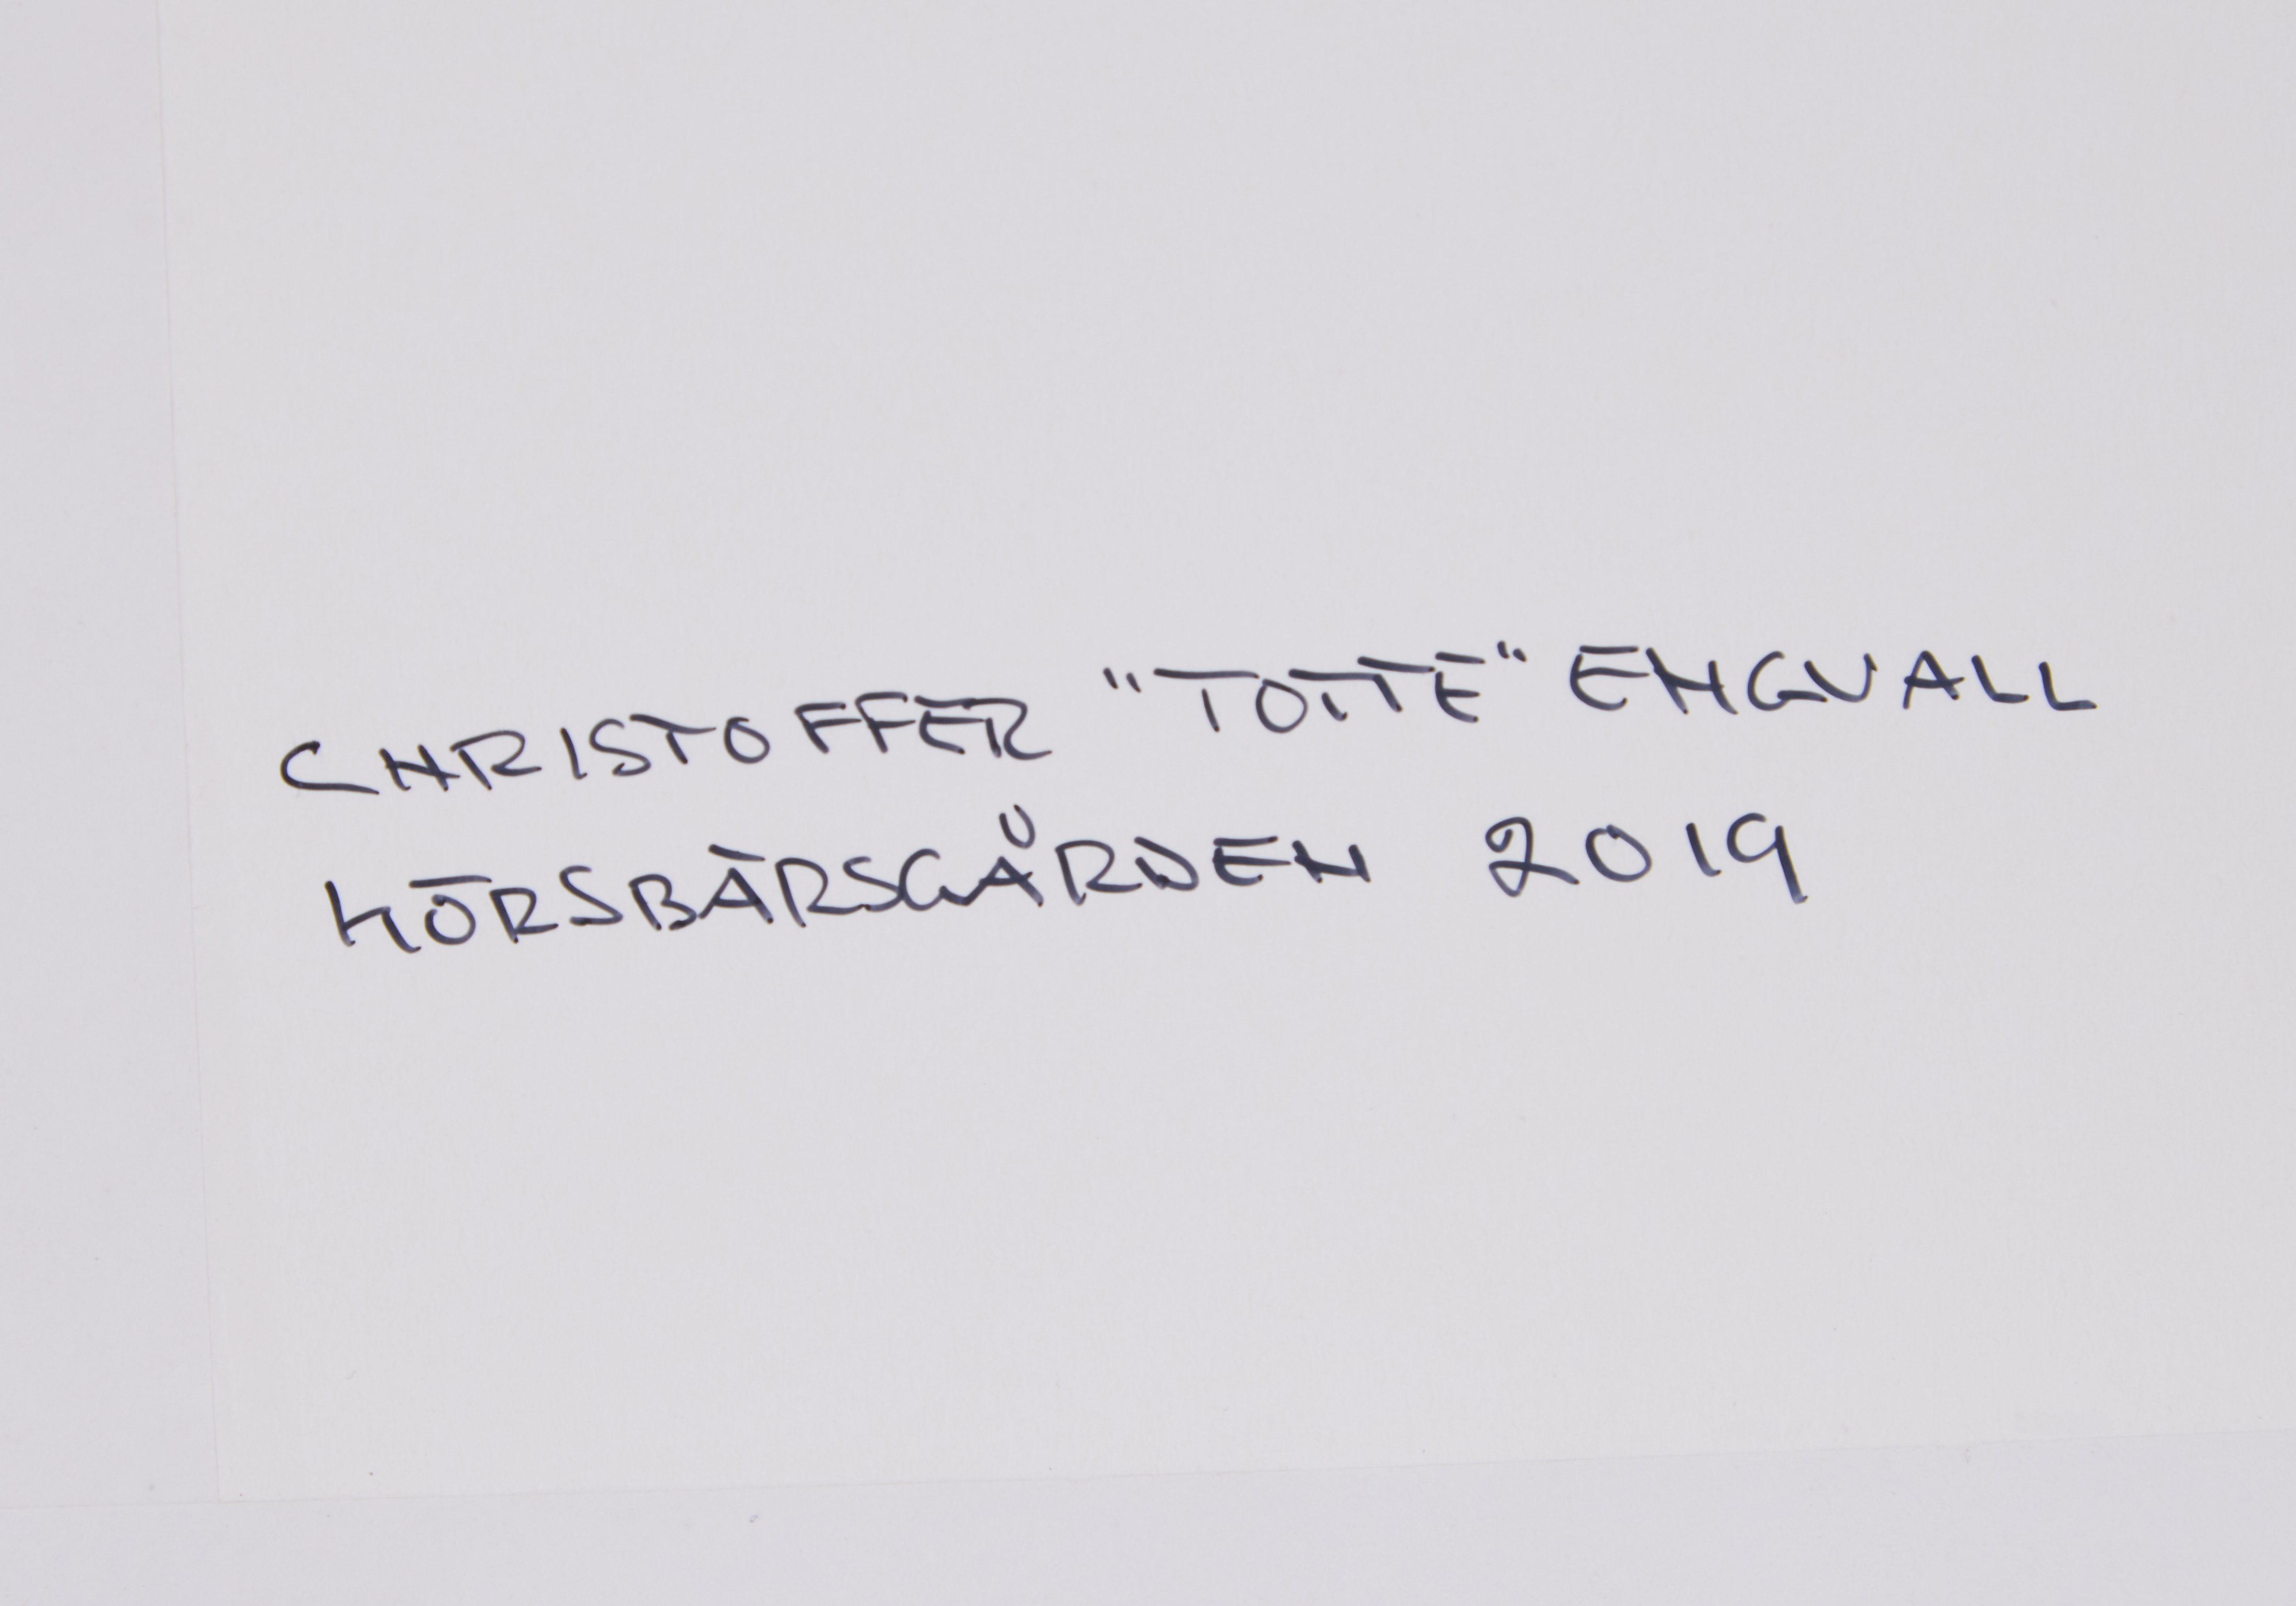 CHRISTOFFER "TOTTE" ENGVALL
KÖRSBÄRSGÅRDEN 2019